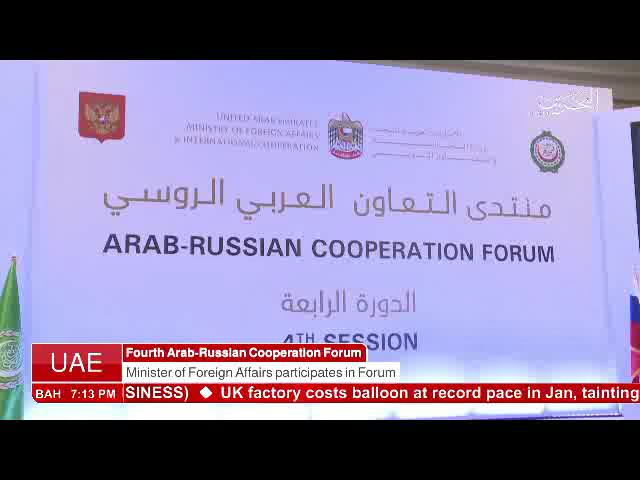 البحرين
UNITED ARAB EMIRATES
MINISTRY OF FOREIGN AFFAIRS
& INTERNATIONAL COOPERATION
منتدى التعاون العربي الروسي
ARAB-RUSSIAN COOPERATION FORUM
الدورة الرابعة
4TH SESSION
UAE
Fourth Arab-Russian Cooperation Forum
Minister of Foreign Affairs participates in Forum
BAH 7:13 PM SINESS) ◆ UK factory costs balloon at record pace in Jan, tainting